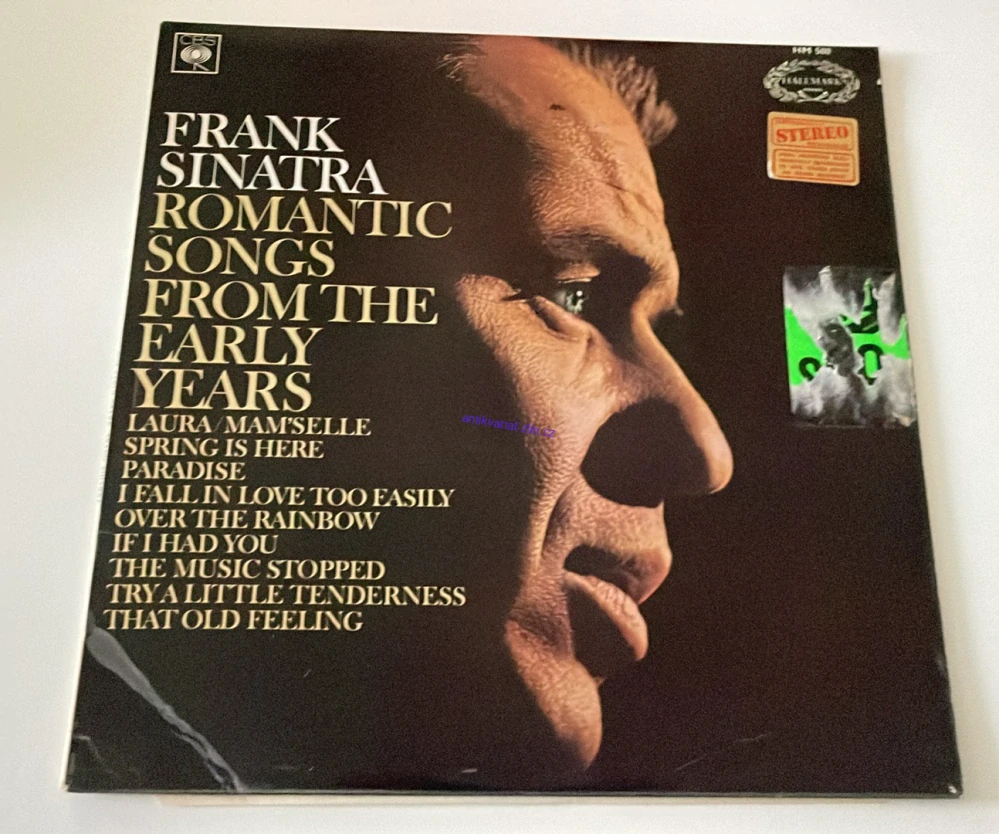 CBS
HM 501
HALLMARK
STEREO
FRANK
SINATRA
ROMANTIC
SONGS
FROM THE
EARLY
YEARS
LAURA/MAM'SELLE
SPRING IS HERE
PARADISE
I FALL IN LOVE TOO EASILY
OVER THE RAINBOW
IF I HAD YOU
THE MUSIC STOPPED
TRY A LITTLE TENDERNESS
THAT OLD FEELING